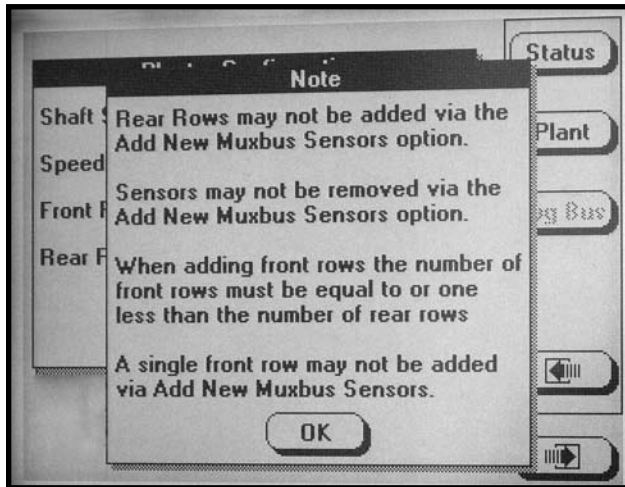 Status
Note
Shaft
Rear Rows may not be added via the
Add New Muxbus Sensors option.
Plant
Speed
Sensors may not be removed via the
Add New Muxbus Sensors option.
Front
Bus
Rear
When adding front rows the number of
front rows must be equal to or one
less than the number of rear rows
A single front row may not be added
via Add New Muxbus Sensors.
OK